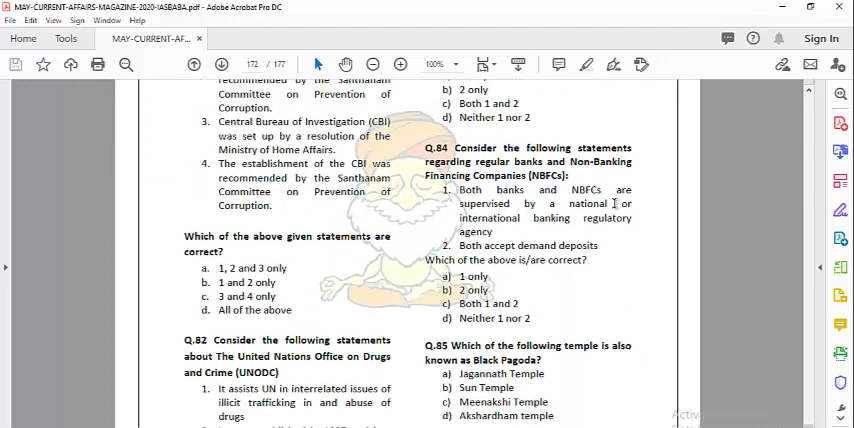 MAY-CURRENT-AFFAIRS-MAGAZINE-2020-IASBABA.pdf - Adobe Acrobat Pro DC
File Edit View Sign Window Help
Home Tools MAY-CURRENT-AF... × Sign In
172 / 177 100%
recommended by the Santhanam
Committee on Prevention of
Corruption.
3. Central Bureau of Investigation (CBI)
was set up by a resolution of the
Ministry of Home Affairs.
4. The establishment of the CBI was
recommended by the Santhanam
Committee on Prevention of
Corruption.
Which of the above given statements are
correct?
a. 1, 2 and 3 only
b. 1 and 2 only
c. 3 and 4 only
d. All of the above
Q.82 Consider the following statements
about The United Nations Office on Drugs
and Crime (UNODC)
1. It assists UN in interrelated issues of
illicit trafficking in and abuse of
drugs
b) 2 only
c) Both 1 and 2
d) Neither 1 nor 2
Q.84 Consider the following statements
regarding regular banks and Non-Banking
Financing Companies (NBFCs):
1. Both banks and NBFCs are
supervised by a national or
international banking regulatory
agency
2. Both accept demand deposits
Which of the above is/are correct?
a) 1 only
b) 2 only
c) Both 1 and 2
d) Neither 1 nor 2
Q.85 Which of the following temple is also
known as Black Pagoda?
a) Jagannath Temple
b) Sun Temple
c) Meenakshi Temple
d) Akshardham temple